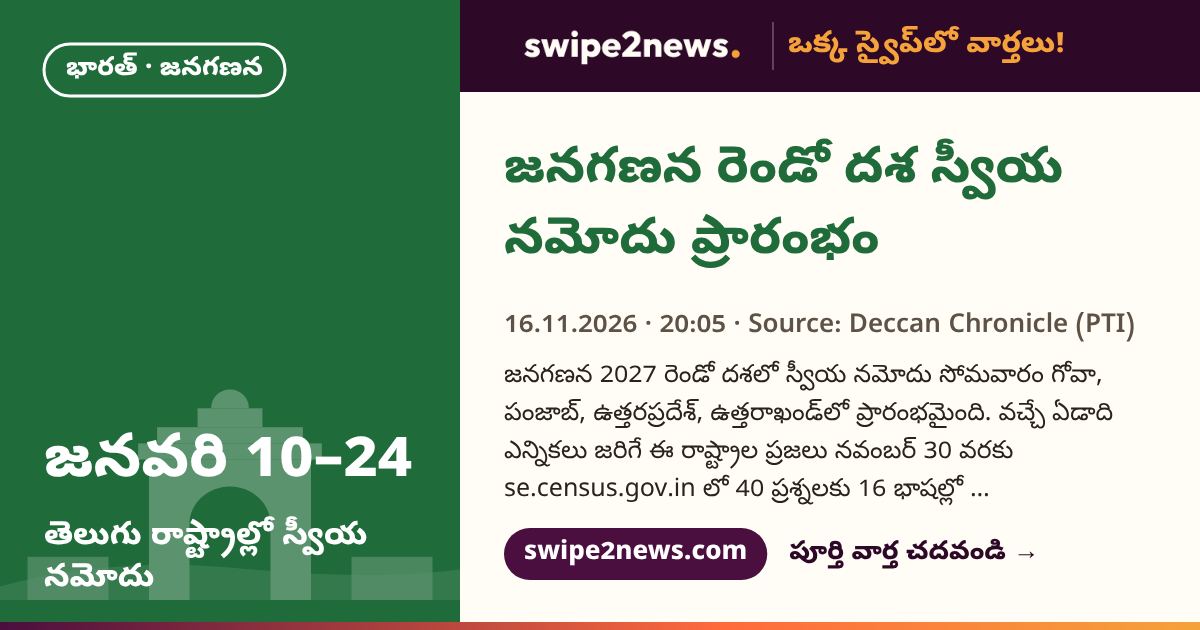 భారత్ · జనగణన
జనవరి 10–24
తెలుగు రాష్ట్రాల్లో స్వీయ
నమోదు
swipe2news.
ఒక్క స్వైప్‌లో వార్తలు!
జనగణన రెండో దశ స్వీయ
నమోదు ప్రారంభం
16.11.2026 · 20:05 · Source: Deccan Chronicle (PTI)
జనగణన 2027 రెండో దశలో స్వీయ నమోదు సోమవారం గోవా,
పంజాబ్, ఉత్తరప్రదేశ్, ఉత్తరాఖండ్‌లో ప్రారంభమైంది. వచ్చే ఏడాది
ఎన్నికలు జరిగే ఈ రాష్ట్రాల ప్రజలు నవంబర్ 30 వరకు
se.census.gov.in లో 40 ప్రశ్నలకు 16 భాషల్లో ...
swipe2news.com
పూర్తి వార్త చదవండి →